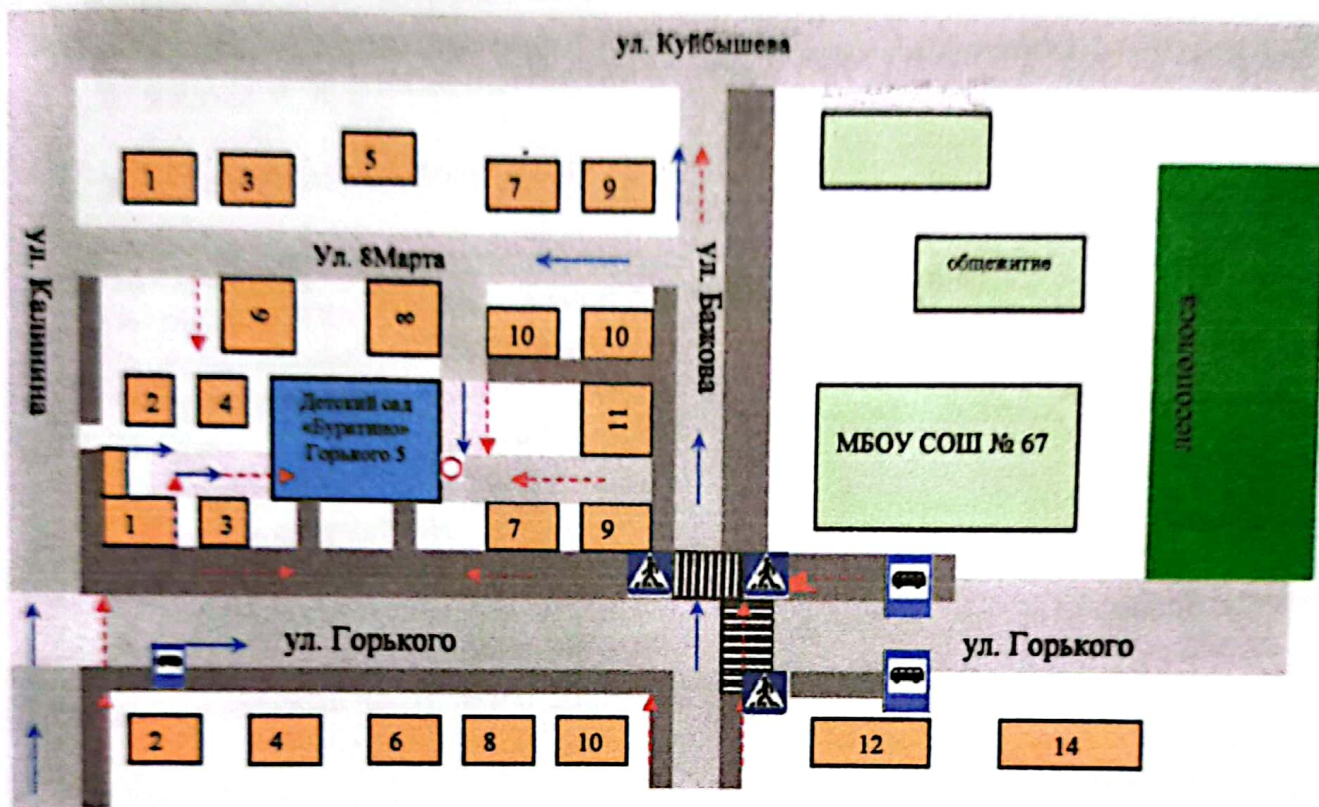 ул. Куйбышева
5
1
3
7
9
Ул. 8Марта
ул. Калинина
ул. Бажова
общежитие
лесополоса
6
8
10
10
2
4
Детский сад
«Буратино»
Горького 5
11
МБОУ СОШ № 67
1
3
7
9
ул. Горького
ул. Горького
2
4
6
8
10
12
14